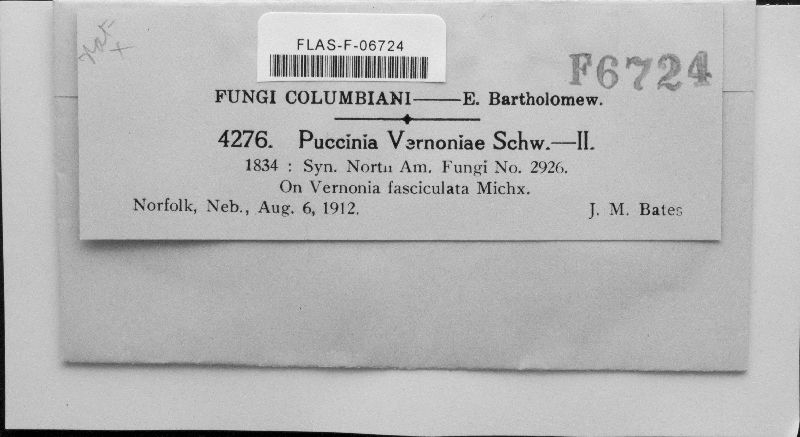 FLAS-F-06724
F6724
FUNGI COLUMBIANI—E. Bartholomew.
4276. Puccinia Vernoniae Schw.—II.
1834 : Syn. North Am. Fungi No. 2926.
On Vernonia fasciculata Michx.
Norfolk, Neb., Aug. 6, 1912. J. M. Bates